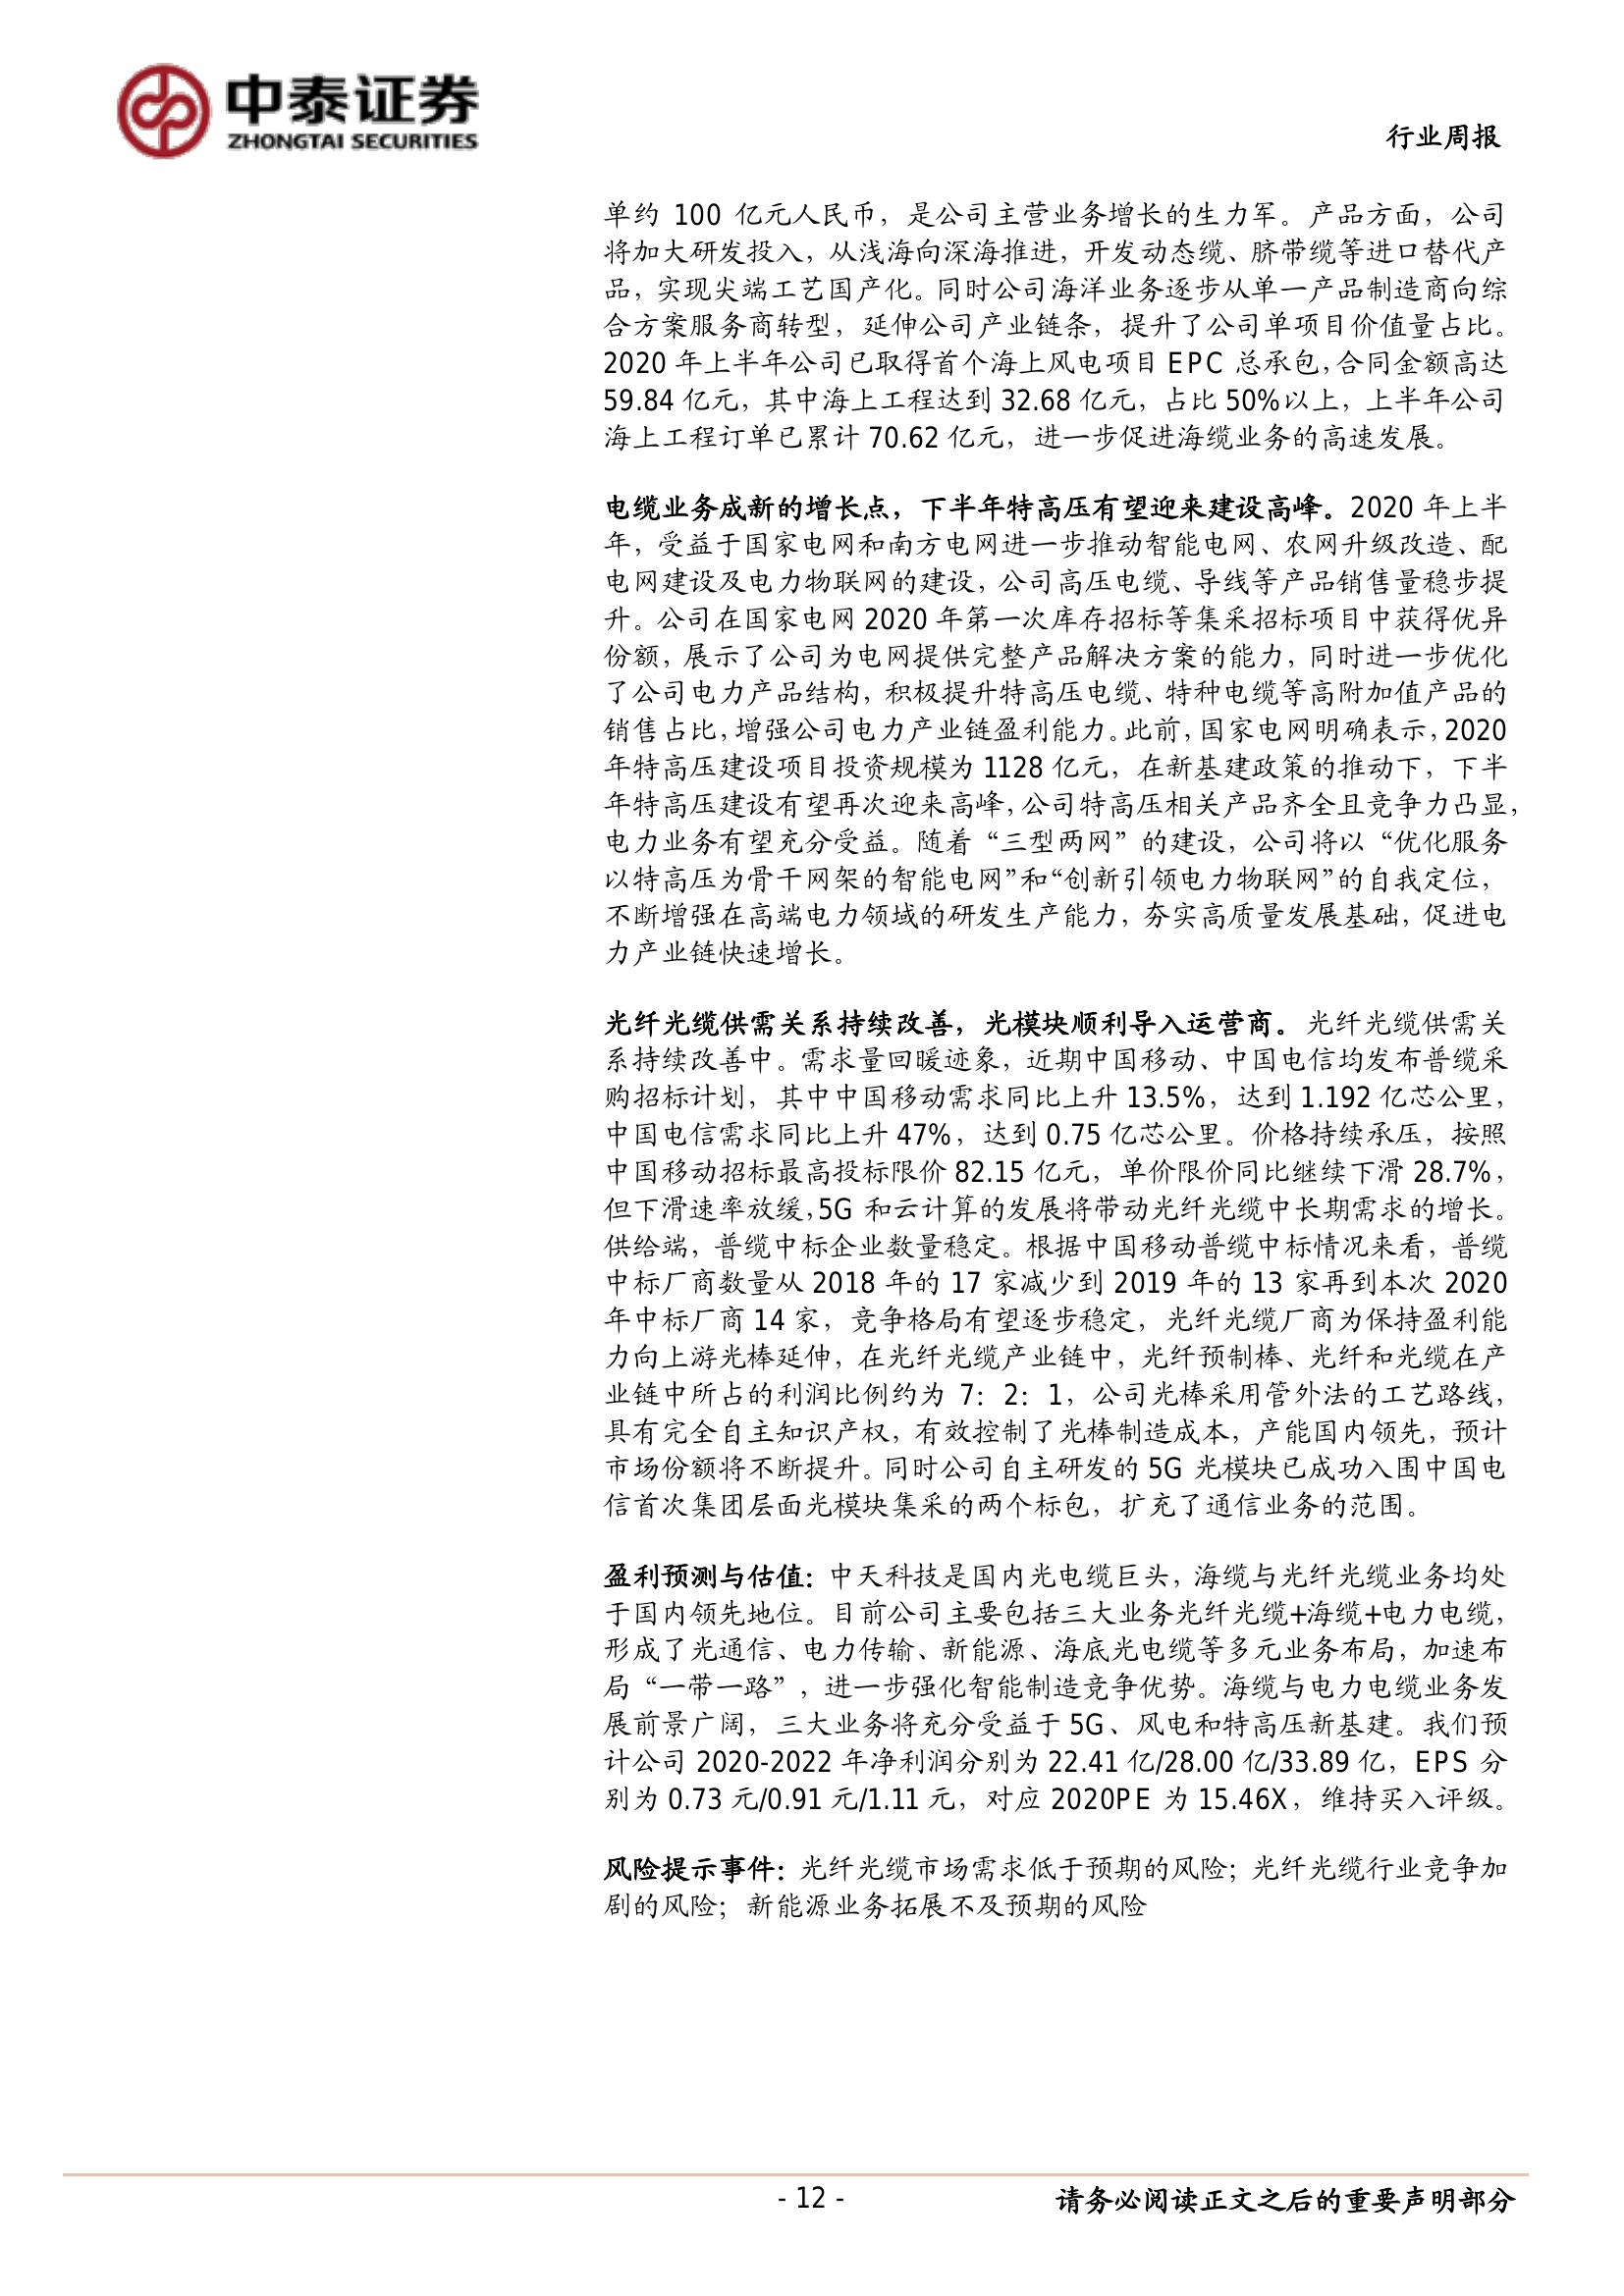 中泰证券
ZHONGTAI SECURITIES
行业周报
单约 100 亿元人民币，是公司主营业务增长的生力军。产品方面，公司
将加大研发投入，从浅海向深海推进，开发动态缆、脐带缆等进口替代产
品，实现尖端工艺国产化。同时公司海洋业务逐步从单一产品制造商向综
合方案服务商转型，延伸公司产业链条，提升了公司单项目价值量占比。
2020 年上半年公司已取得首个海上风电项目 EPC 总承包，合同金额高达
59.84 亿元，其中海上工程达到 32.68 亿元，占比 50%以上，上半年公司
海上工程订单已累计 70.62 亿元，进一步促进海缆业务的高速发展。
电缆业务成新的增长点，下半年特高压有望迎来建设高峰。2020 年上半
年，受益于国家电网和南方电网进一步推动智能电网、农网升级改造、配
电网建设及电力物联网的建设，公司高压电缆、导线等产品销售量稳步提
升。公司在国家电网 2020 年第一次库存招标等集采招标项目中获得优异
份额，展示了公司为电网提供完整产品解决方案的能力，同时进一步优化
了公司电力产品结构，积极提升特高压电缆、特种电缆等高附加值产品的
销售占比，增强公司电力产业链盈利能力。此前，国家电网明确表示，2020
年特高压建设项目投资规模为 1128 亿元，在新基建政策的推动下，下半
年特高压建设有望再次迎来高峰，公司特高压相关产品齐全且竞争力凸显，
电力业务有望充分受益。随着“三型两网”的建设，公司将以“优化服务
以特高压为骨干网架的智能电网”和“创新引领电力物联网”的自我定位，
不断增强在高端电力领域的研发生产能力，夯实高质量发展基础，促进电
力产业链快速增长。
光纤光缆供需关系持续改善，光模块顺利导入运营商。光纤光缆供需关
系持续改善中。需求量回暖迹象，近期中国移动、中国电信均发布普缆采
购招标计划，其中中国移动需求同比上升 13.5%，达到 1.192 亿芯公里，
中国电信需求同比上升 47%，达到 0.75 亿芯公里。价格持续承压，按照
中国移动招标最高投标限价 82.15 亿元，单价限价同比继续下滑 28.7%，
但下滑速率放缓，5G 和云计算的发展将带动光纤光缆中长期需求的增长。
供给端，普缆中标企业数量稳定。根据中国移动普缆中标情况来看，普缆
中标厂商数量从 2018 年的 17 家减少到 2019 年的 13 家再到本次 2020
年中标厂商 14 家，竞争格局有望逐步稳定，光纤光缆厂商为保持盈利能
力向上游光棒延伸，在光纤光缆产业链中，光纤预制棒、光纤和光缆在产
业链中所占的利润比例约为 7：2：1，公司光棒采用管外法的工艺路线，
具有完全自主知识产权，有效控制了光棒制造成本，产能国内领先，预计
市场份额将不断提升。同时公司自主研发的 5G 光模块已成功入围中国电
信首次集团层面光模块集采的两个标包，扩充了通信业务的范围。
盈利预测与估值：中天科技是国内光电缆巨头，海缆与光纤光缆业务均处
于国内领先地位。目前公司主要包括三大业务光纤光缆+海缆+电力电缆，
形成了光通信、电力传输、新能源、海底光电缆等多元业务布局，加速布
局“一带一路”，进一步强化智能制造竞争优势。海缆与电力电缆业务发
展前景广阔，三大业务将充分受益于 5G、风电和特高压新基建。我们预
计公司 2020-2022 年净利润分别为 22.41 亿/28.00 亿/33.89 亿，EPS 分
别为 0.73 元/0.91 元/1.11 元，对应 2020PE 为 15.46X，维持买入评级。
风险提示事件：光纤光缆市场需求低于预期的风险；光纤光缆行业竞争加
剧的风险；新能源业务拓展不及预期的风险
- 12 -
请务必阅读正文之后的重要声明部分